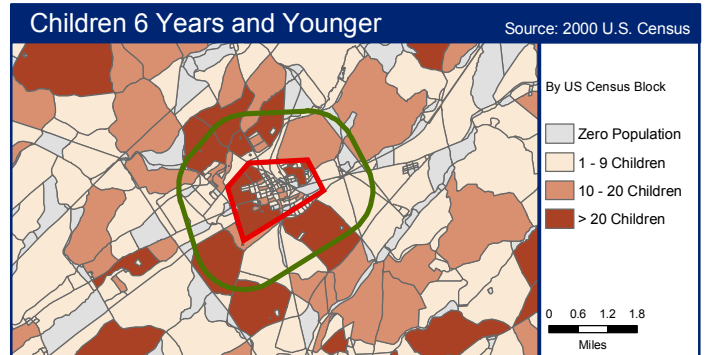 Children 6 Years and Younger
Source: 2000 U.S. Census
By US Census Block
Zero Population
1 - 9 Children
10 - 20 Children
> 20 Children
0 0.6 1.2 1.8
Miles